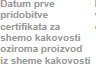 Datum prve
pridobitve
certifikata za
shemo kakovosti
oziroma proizvod
iz sheme kakovosti